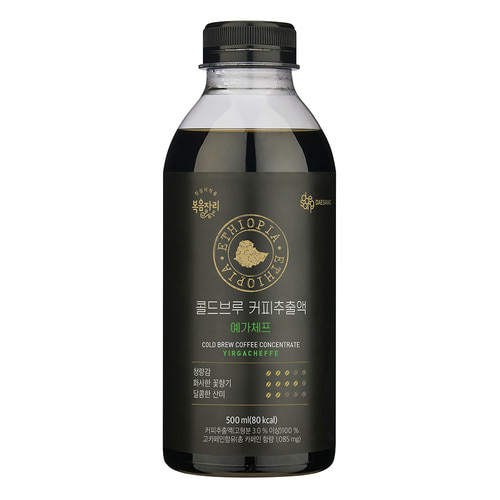 복음자리
DAESANG
ETHIOPIA · ETHIOPIA
콜드브루 커피추출액
예가체프
COLD BREW COFFEE CONCENTRATE
YIRGACHEFFE
청량감
화사한 꽃향기
달콤한 산미
500 ml(80 kcal)
커피추출액(고형분 3.0 % 이상)100 %
고카페인함유(총 카페인 함량 1,085 mg)